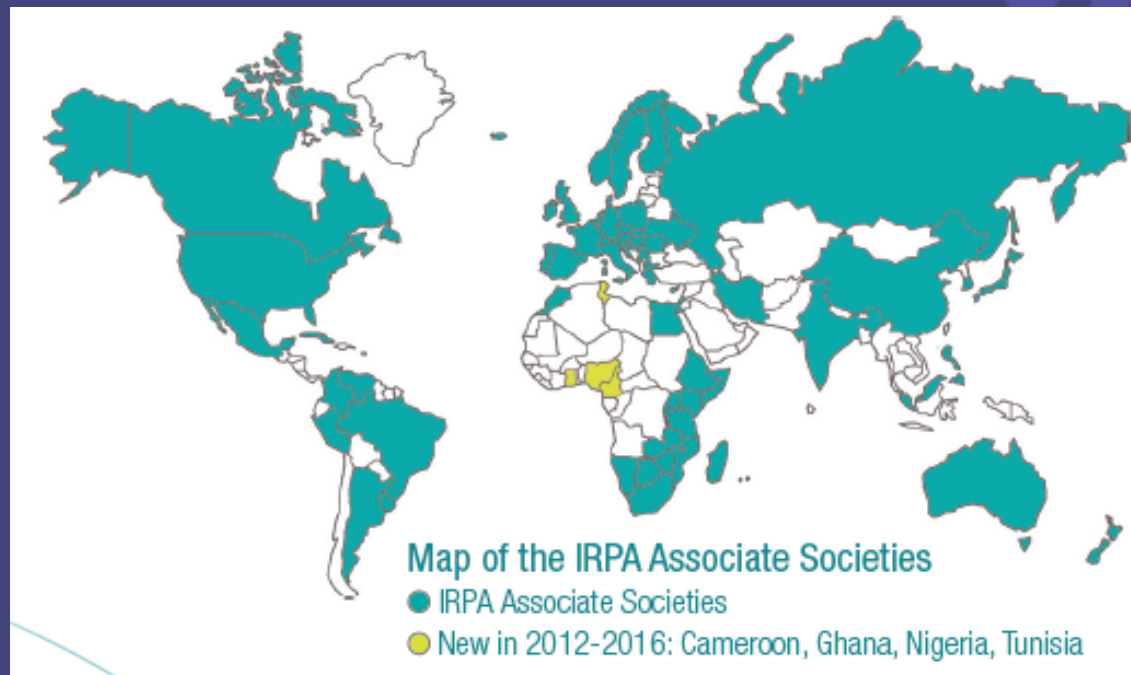 Map of the IRPA Associate Societies
IRPA Associate Societies
New in 2012-2016: Cameroon, Ghana, Nigeria, Tunisia